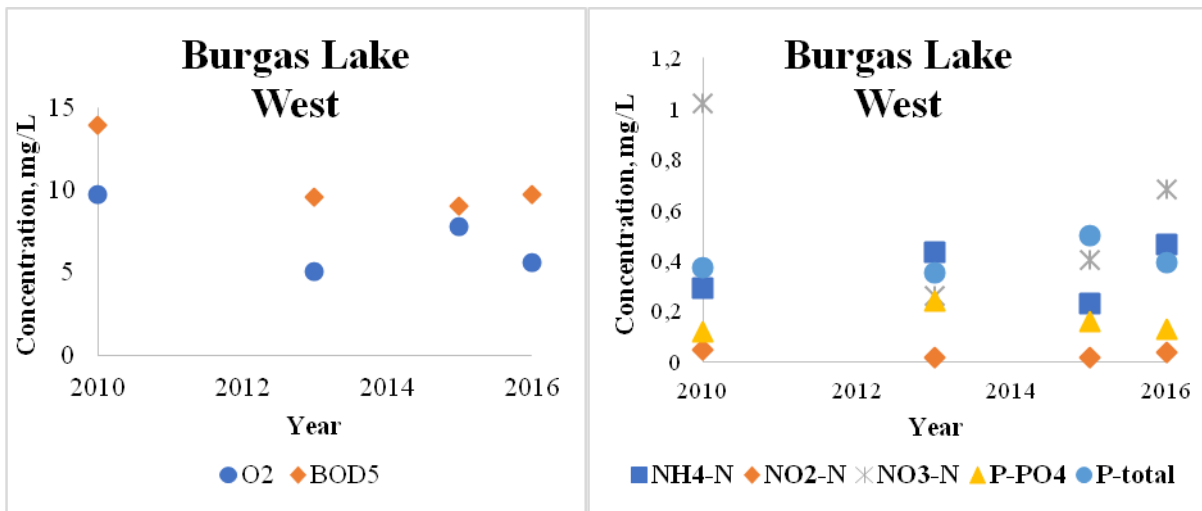 Burgas Lake
West
Concentration, mg/L
15
10
5
0
2010 2012 2014 2016
Year
O2 BOD5
Burgas Lake
West
Concentration, mg/L
1,2
1
0,8
0,6
0,4
0,2
0
2010 2012 2014 2016
Year
NH4-N NO2-N NO3-N P-PO4 P-total